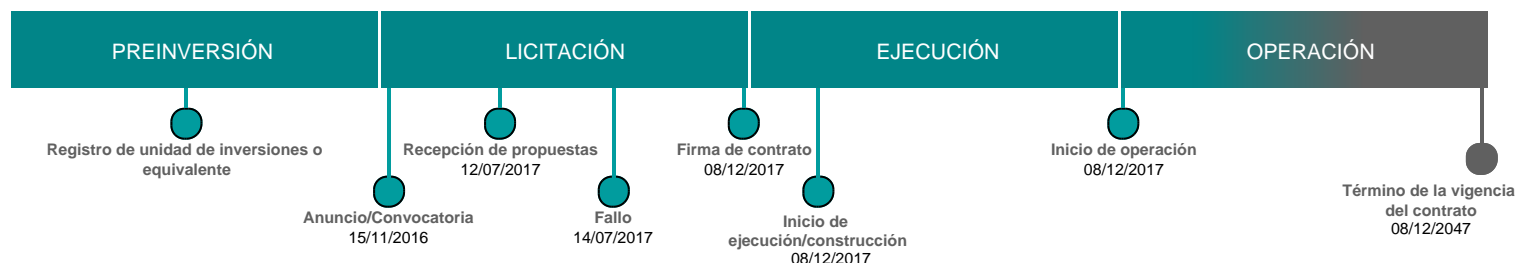 PREINVERSIÓN
LICITACIÓN
EJECUCIÓN
OPERACIÓN
Registro de unidad de inversiones o
equivalente
Anuncio/Convocatoria
15/11/2016
Recepción de propuestas
12/07/2017
Fallo
14/07/2017
Firma de contrato
08/12/2017
Inicio de
ejecución/construcción
08/12/2017
Inicio de operación
08/12/2017
Término de la vigencia
del contrato
08/12/2047